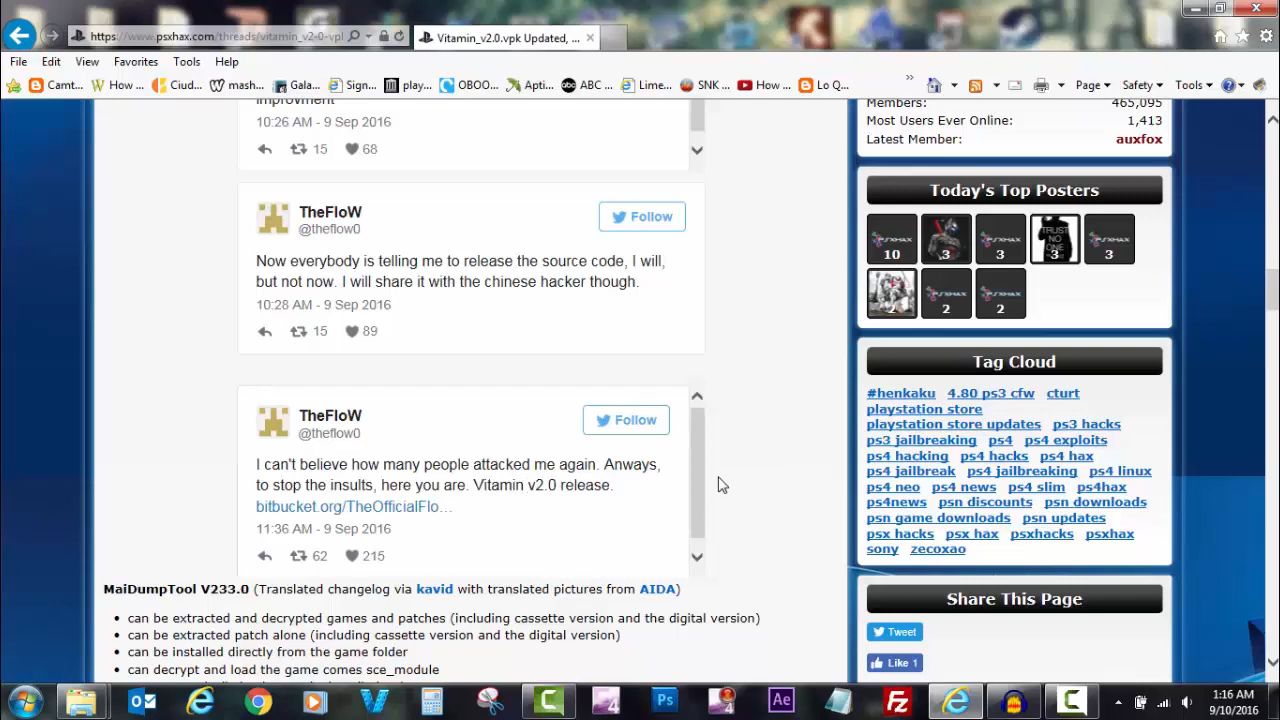 https://www.psxhax.com/threads/vitamin_v2-0-vpl
Vitamin_v2.0.vpk Updated, ...
File Edit View Favorites Tools Help
Camt... How ... Ciud... mash... Gala... Sign... play... OBOO... Apti... ABC ... Lime... SNK ... How ... Lo Q... Page Safety Tools
improvment
10:26 AM - 9 Sep 2016
15 68
TheFloW
@theflow0
Follow
Now everybody is telling me to release the source code, I will,
but not now. I will share it with the chinese hacker though.
10:28 AM - 9 Sep 2016
15 89
TheFloW
@theflow0
Follow
I can't believe how many people attacked me again. Anways,
to stop the insults, here you are. Vitamin v2.0 release.
bitbucket.org/TheOfficialFlo...
11:36 AM - 9 Sep 2016
62 215
MaiDumpTool V233.0 (Translated changelog via kavid with translated pictures from AIDA)
can be extracted and decrypted games and patches (including cassette version and the digital version)
can be extracted patch alone (including cassette version and the digital version)
can be installed directly from the game folder
can decrypt and load the game comes sce_module
Members: 465,095
Most Users Ever Online: 1,413
Latest Member: auxfox
Today's Top Posters
10 3 3 3 3
2 2 2
TRUST
NO
ONE
Tag Cloud
#henkaku 4.80 ps3 cfw cturt
playstation store
playstation store updates ps3 hacks
ps3 jailbreaking ps4 ps4 exploits
ps4 hacking ps4 hacks ps4 hax
ps4 jailbreak ps4 jailbreaking ps4 linux
ps4 neo ps4 news ps4 slim ps4hax
ps4news psn discounts psn downloads
psn game downloads psn updates
psx hacks psx hax psxhacks psxhax
sony zecoxao
Share This Page
Tweet
Like 1
Ps
Ae
Fz
1:16 AM
9/10/2016